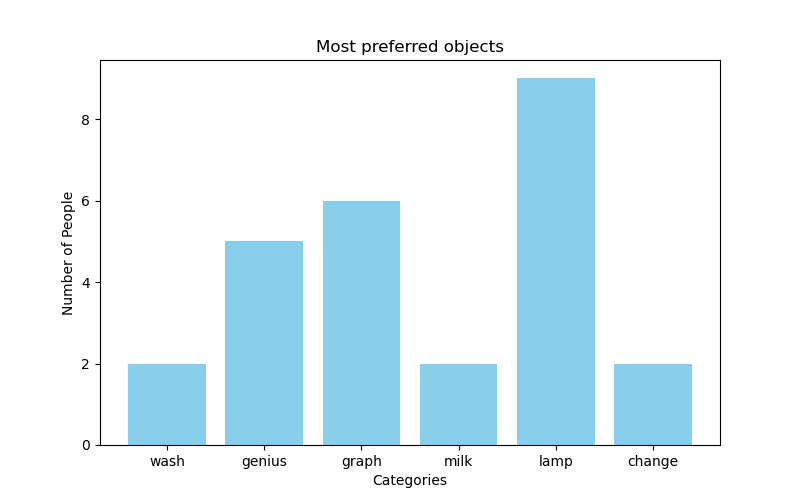 Most preferred objects
Number of People
8
6
4
2
0
wash genius graph milk lamp change
Categories